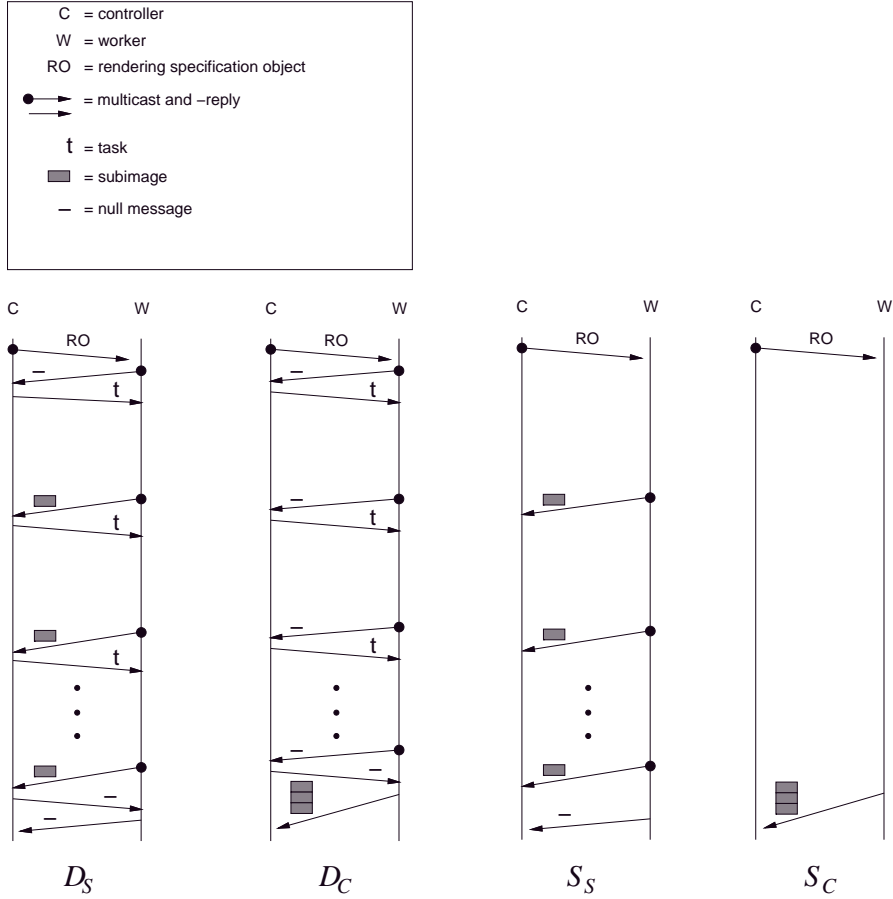 C = controller
W = worker
RO = rendering specification object
= multicast and −reply
t = task
= subimage
− = null message
C W C W C W C W
RO RO RO RO
− −
t t
−
t t
−
t t
−
− −
− −
D_S D_C S_S S_C